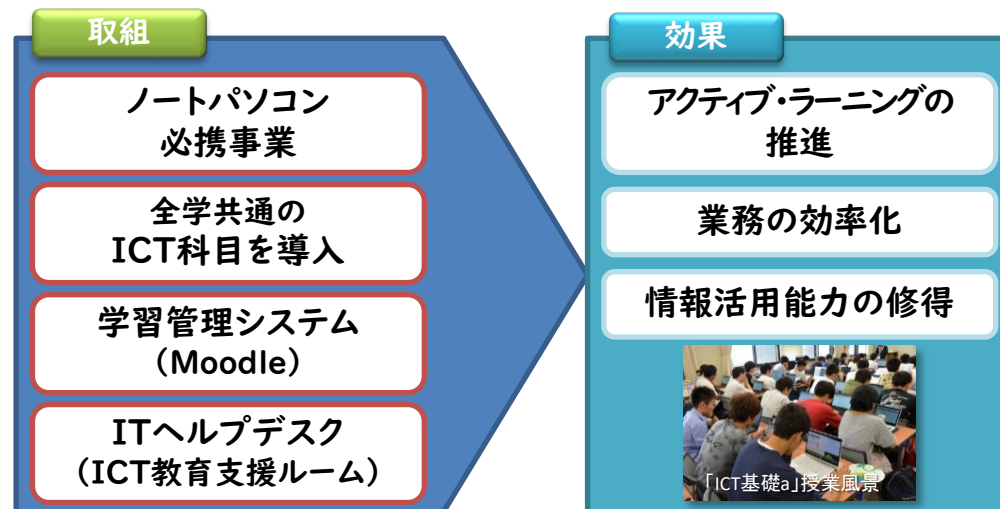 取組
ノートパソコン
必携事業
全学共通の
ICT科目を導入
学習管理システム
（Moodle）
ITヘルプデスク
（ICT教育支援ルーム）
効果
アクティブ・ラーニングの
推進
業務の効率化
情報活用能力の修得
「ICT基礎a」授業風景